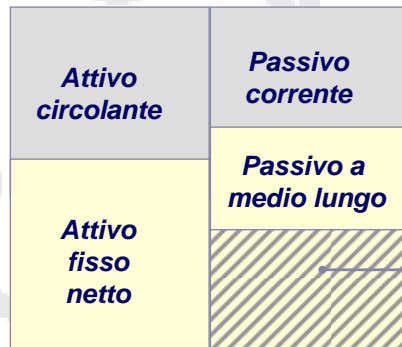 Attivo
circolante
Passivo
corrente
Passivo a
medio lungo
Attivo
fisso
netto